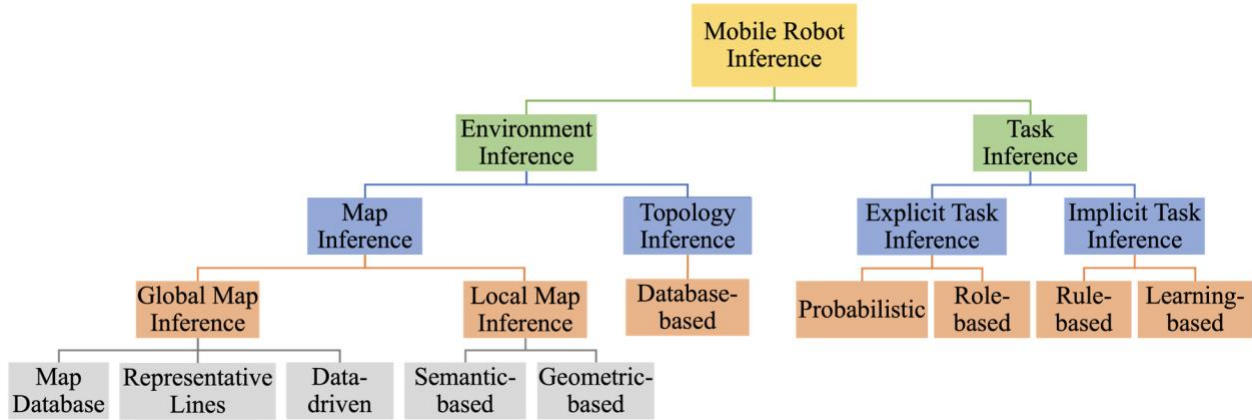 Mobile Robot
Inference
Environment
Inference
Task
Inference
Map
Inference
Topology
Inference
Explicit Task
Inference
Implicit Task
Inference
Global Map
Inference
Local Map
Inference
Database-
based
Probabilistic
Role-
based
Rule-
based
Learning-
based
Map
Database
Representative
Lines
Data-
driven
Semantic-
based
Geometric-
based